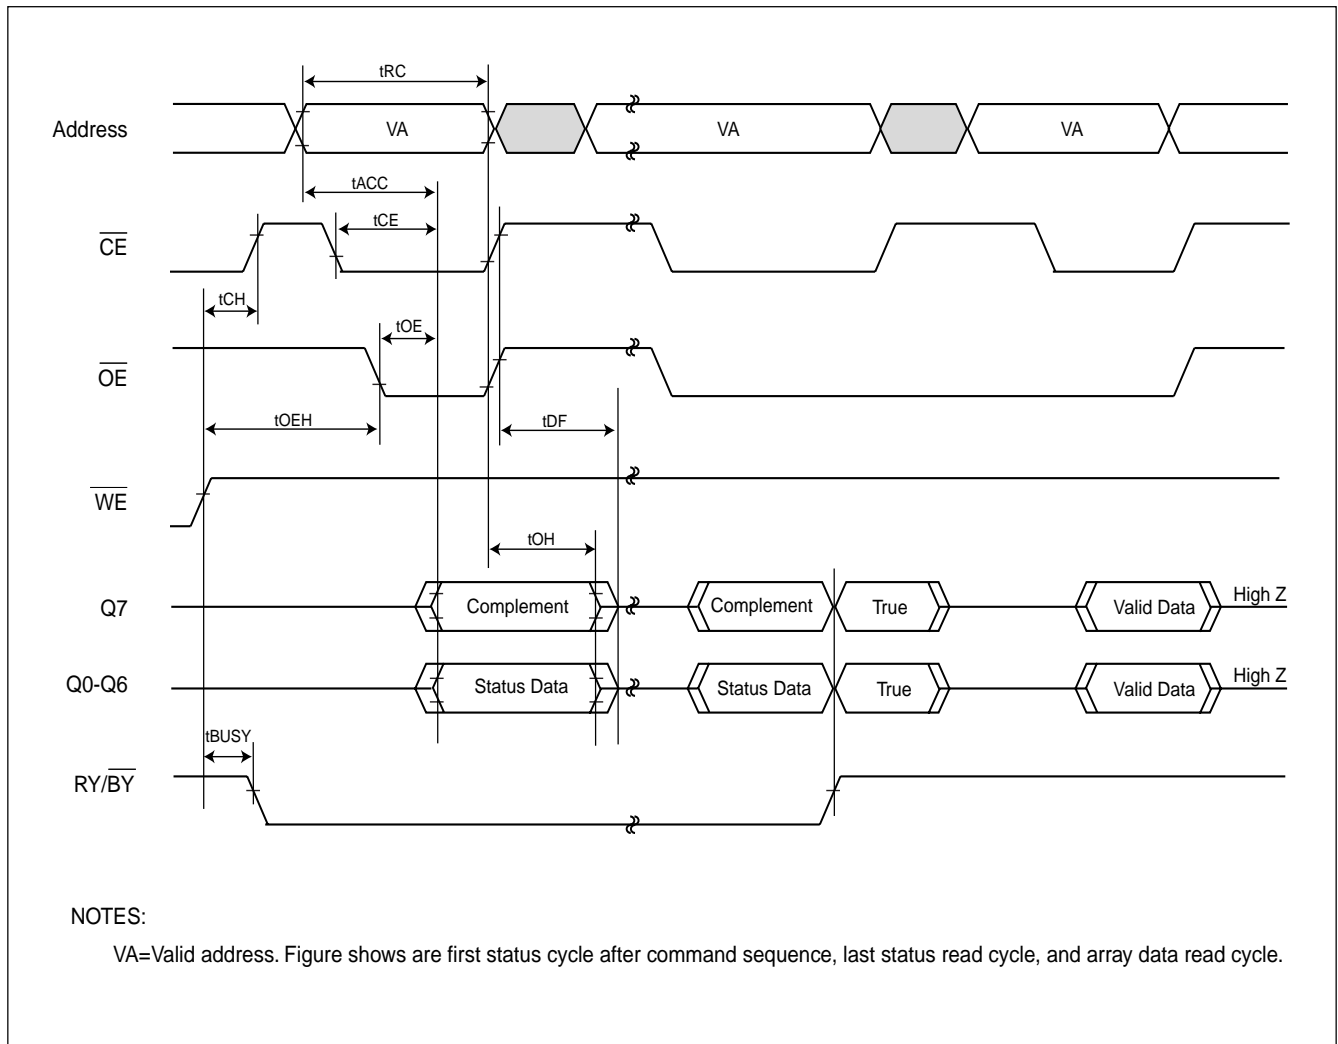 tRC
Address VA VA VA
tACC
tCE
CE
tCH
tOE
OE
tOEH tDF
WE
tOH
Q7 Complement Complement True Valid Data High Z
Q0-Q6 Status Data Status Data True Valid Data High Z
tBUSY
RY/BY
NOTES:
VA=Valid address. Figure shows are first status cycle after command sequence, last status read cycle, and array data read cycle.